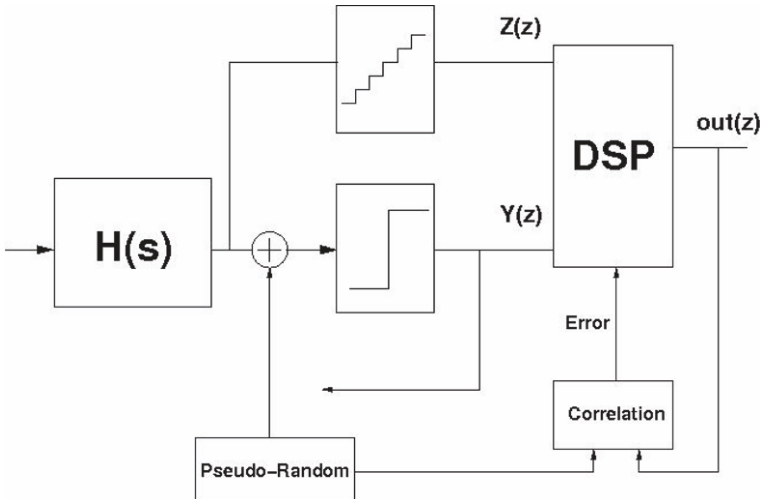 Z(z)
out(z)
DSP
H(s)
Y(z)
Error
Correlation
Pseudo-Random